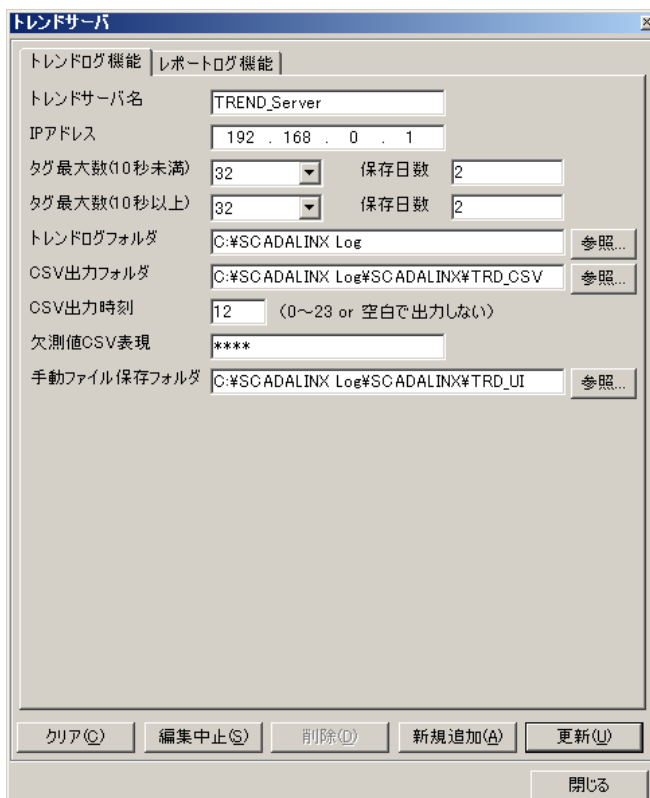 トレンドサーバ
トレンドログ機能 レポートログ機能
トレンドサーバ名 TREND_Server
IPアドレス 192 . 168 . 0 . 1
タグ最大数(10秒未満) 32 保存日数 2
タグ最大数(10秒以上) 32 保存日数 2
トレンドログフォルダ C:¥SCADALINX Log 参照...
CSV出力フォルダ C:¥SCADALINX Log¥SCADALINX¥TRD_CSV 参照...
CSV出力時刻 12 (0～23 or 空白で出力しない)
欠測値CSV表現 ****
手動ファイル保存フォルダ C:¥SCADALINX Log¥SCADALINX¥TRD_UI 参照...
クリア(C) 編集中止(S) 削除(D) 新規追加(A) 更新(U)
閉じる